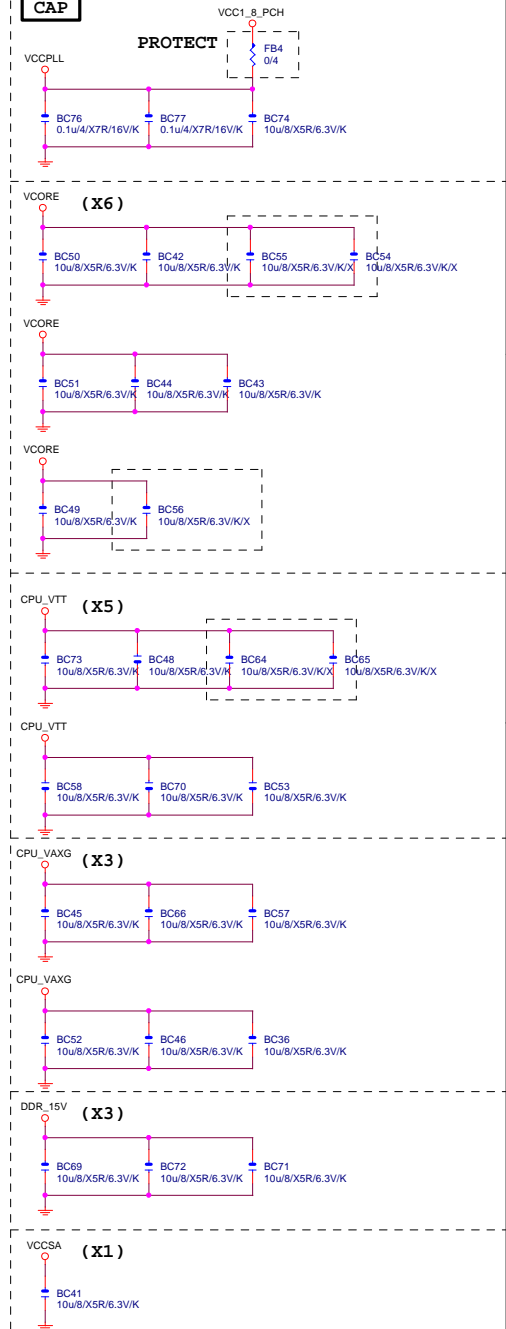 CAP
VCC1_8_PCH
PROTECT
FB4
0/4
VCCPLL
BC76
0.1u/4/X7R/16V/K
BC77
0.1u/4/X7R/16V/K
BC74
10u/8/X5R/6.3V/K
VCORE
(X6)
BC50
10u/8/X5R/6.3V/K
BC42
10u/8/X5R/6.3V/K
BC55
10u/8/X5R/6.3V/K/X
BC54
10u/8/X5R/6.3V/K/X
VCORE
BC51
10u/8/X5R/6.3V/K
BC44
10u/8/X5R/6.3V/K
BC43
10u/8/X5R/6.3V/K
VCORE
BC49
10u/8/X5R/6.3V/K
BC56
10u/8/X5R/6.3V/K/X
CPU_VTT
(X5)
BC73
10u/8/X5R/6.3V/K
BC48
10u/8/X5R/6.3V/K
BC64
10u/8/X5R/6.3V/K/X
BC65
10u/8/X5R/6.3V/K/X
CPU_VTT
BC58
10u/8/X5R/6.3V/K
BC70
10u/8/X5R/6.3V/K
BC53
10u/8/X5R/6.3V/K
CPU_VAXG
(X3)
BC45
10u/8/X5R/6.3V/K
BC66
10u/8/X5R/6.3V/K
BC57
10u/8/X5R/6.3V/K
CPU_VAXG
BC52
10u/8/X5R/6.3V/K
BC46
10u/8/X5R/6.3V/K
BC36
10u/8/X5R/6.3V/K
DDR_15V
(X3)
BC69
10u/8/X5R/6.3V/K
BC72
10u/8/X5R/6.3V/K
BC71
10u/8/X5R/6.3V/K
VCCSA
(X1)
BC41
10u/8/X5R/6.3V/K